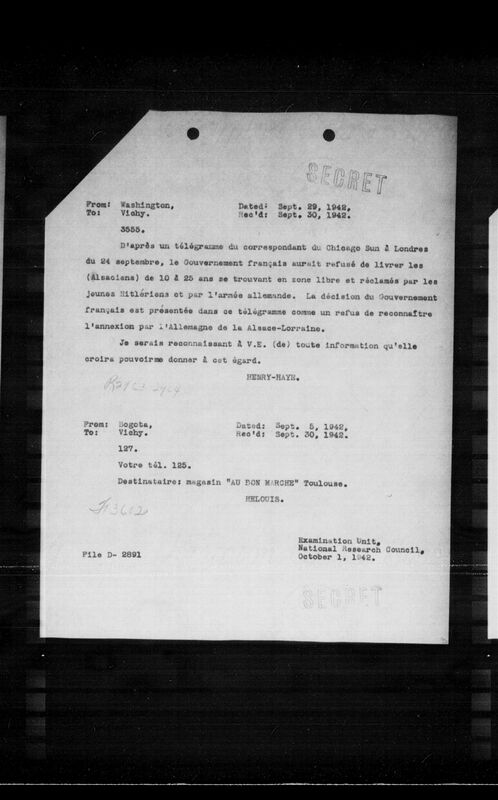 SECRET
From: Washington, Dated: Sept. 29, 1942.
To: Vichy. Rec'd: Sept. 30, 1942.
3555.
D'après un télégramme du correspondant du Chicago Sun à Londres
du 24 septembre, le Gouvernement français aurait refusé de livrer les
(Alsaciens) de 10 à 25 ans se trouvant en zone libre et réclamés par les
jeunes Hitlériens et par l'armée allemande. La décision du Gouvernement
français est présentée dans ce télégramme comme un refus de reconnaître
l'annexion par l'Allemagne de la Alsace-Lorraine.
Je serais reconnaissant à V.E. (de) toute information qu'elle
croira pouvoirme donner à cet égard.
HENRY-HAYE.
From: Bogota, Dated: Sept. 5, 1942.
To: Vichy. Rec'd: Sept. 30, 1942.
127.
Votre tél. 125.
Destinataire: magasin "AU BON MARCHE" Toulouse.
HELOUIS.
Examination Unit,
National Research Council,
File D- 2891 October 1, 1942.
SECRET